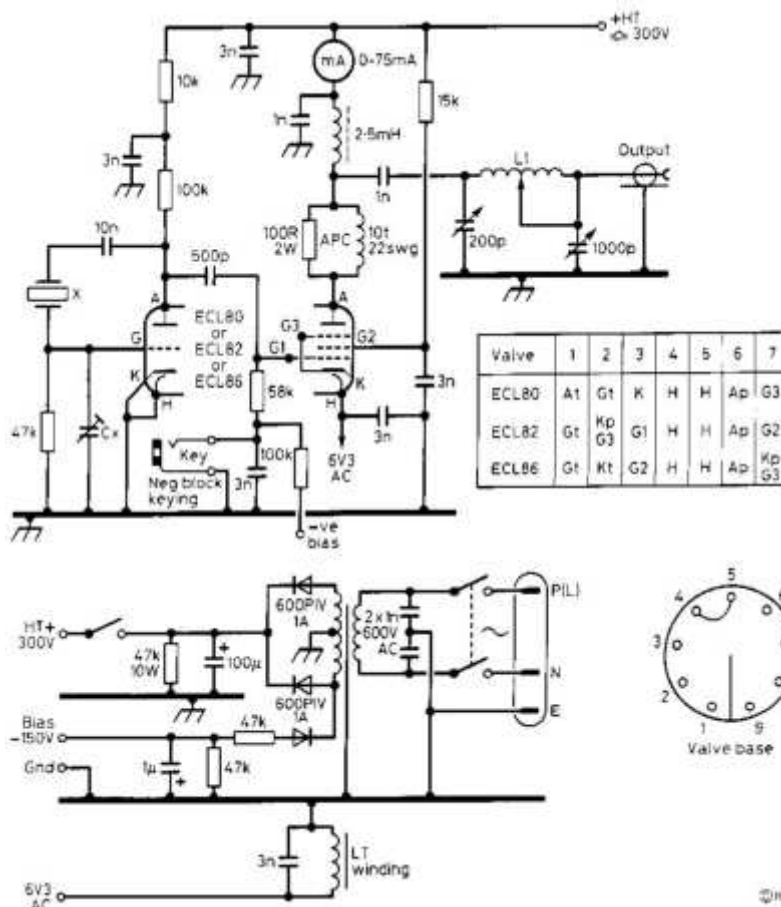 +HT
300V
3n
mA
0-75mA
10k
15k
1n
2·5mH
3n
100k
L1
Output
1n
10n
100R
2W
APC
10t
22swg
200p
1000p
500p
X
A
ECL80
or
ECL82
or
ECL86
G
K
H
A
G3
G2
G1
K
H
58k
3n
3n
6V3
AC
47k
Cx
Key
Neg block
keying
3n
100k
-ve
bias
Valve 1 2 3 4 5 6 7
ECL80 At Gt K H H Ap G3
ECL82 Gt Kp G3 G1 H H Ap G2
ECL86 Gt Kt G2 H H Ap Kp G3
HT+
300V
47k
10W
100µ
600PIV
1A
600PIV
1A
2x1n
600V
AC
P(L)
N
E
Bias
-150V
Gnd
1µ
47k
47k
3n
LT
winding
6V3
AC
5
4
3
2
1
9
Valve base